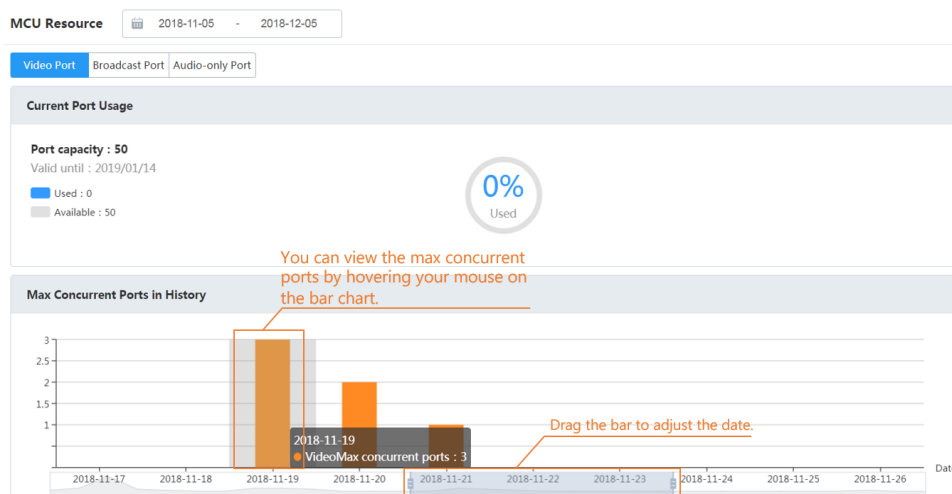 MCU Resource
2018-11-05 - 2018-12-05
Video Port
Broadcast Port
Audio-only Port
Current Port Usage
Port capacity : 50
Valid until : 2019/01/14
Used : 0
Available : 50
0%
Used
You can view the max concurrent
ports by hovering your mouse on
the bar chart.
Max Concurrent Ports in History
3
2.5
2
1.5
1
2018-11-19
VideoMax concurrent ports : 3
Drag the bar to adjust the date.
2018-11-17
2018-11-18
2018-11-19
2018-11-20
2018-11-21
2018-11-22
2018-11-23
2018-11-24
2018-11-25
2018-11-26
Dat